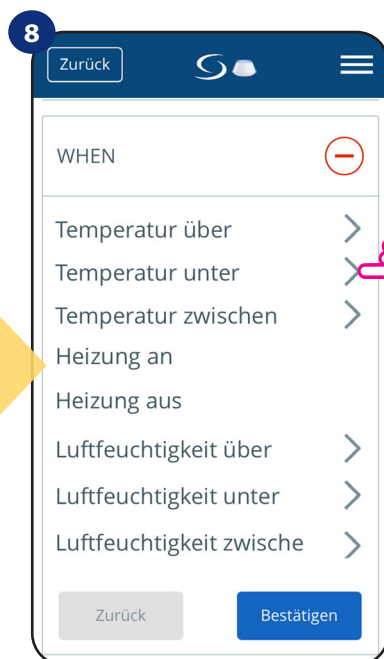 8
Zurück
WHEN
Temperatur über
Temperatur unter
Temperatur zwischen
Heizung an
Heizung aus
Luftfeuchtigkeit über
Luftfeuchtigkeit unter
Luftfeuchtigkeit zwische
Zurück
Bestätigen